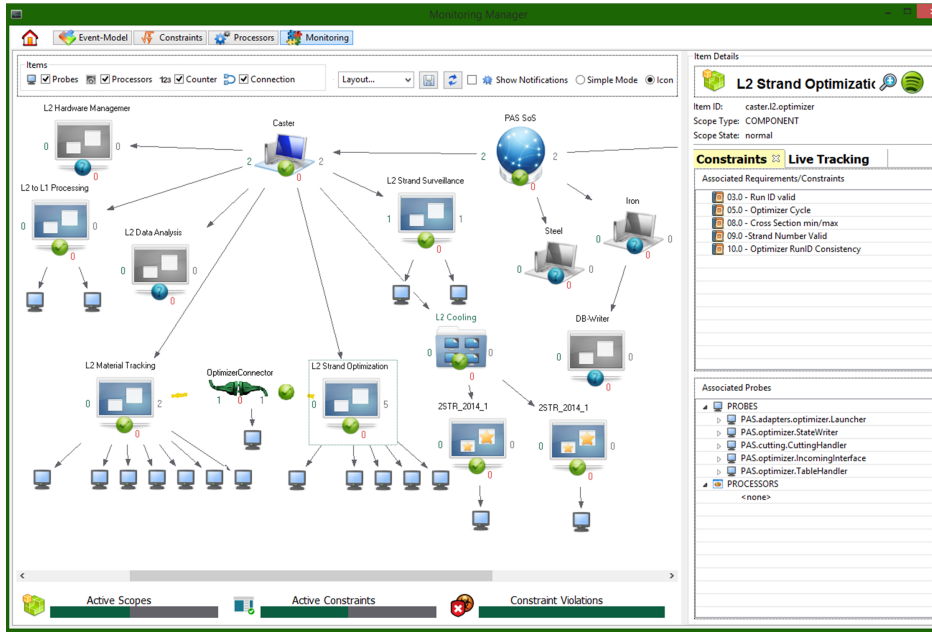 Monitoring Manager
Event-Model Constraints Processors Monitoring
Items
Probes Processors 123 Counter Connection Layout... Show Notifications Simple Mode Icon
L2 Hardware Managemer
0 0
0
Caster
2 2
0
PAS SoS
2 2
0
L2 to L1 Processing
0 0
0
L2 Data Analysis
0 0
0
L2 Strand Surveillance
1 1
0
Steel
0 0
0
Iron
0 0
0
L2 Cooling
0 0
0
DB-Writer
0 0
0
L2 Material Tracking
0 2
0
OptimizerConnector
1 0 1
L2 Strand Optimization
0 5
0
2STR_2014_1
0 0
0
2STR_2014_1
0 0
0
Active Scopes
Active Constraints
Constraint Violations
Item Details
L2 Strand Optimizatic
Item ID: caster.l2.optimizer
Scope Type: COMPONENT
Scope State: normal
Constraints Live Tracking
Associated Requirements/Constraints
03.0 - Run ID valid
05.0 - Optimizer Cycle
08.0 - Cross Section min/max
09.0 -Strand Number Valid
10.0 - Optimizer RunID Consistency
Associated Probes
PROBES
PAS.adapters.optimizer.Launcher
PAS.optimizer.StateWriter
PAS.cutting.CuttingHandler
PAS.optimizer.IncomingInterface
PAS.optimizer.TableHandler
PROCESSORS
<none>